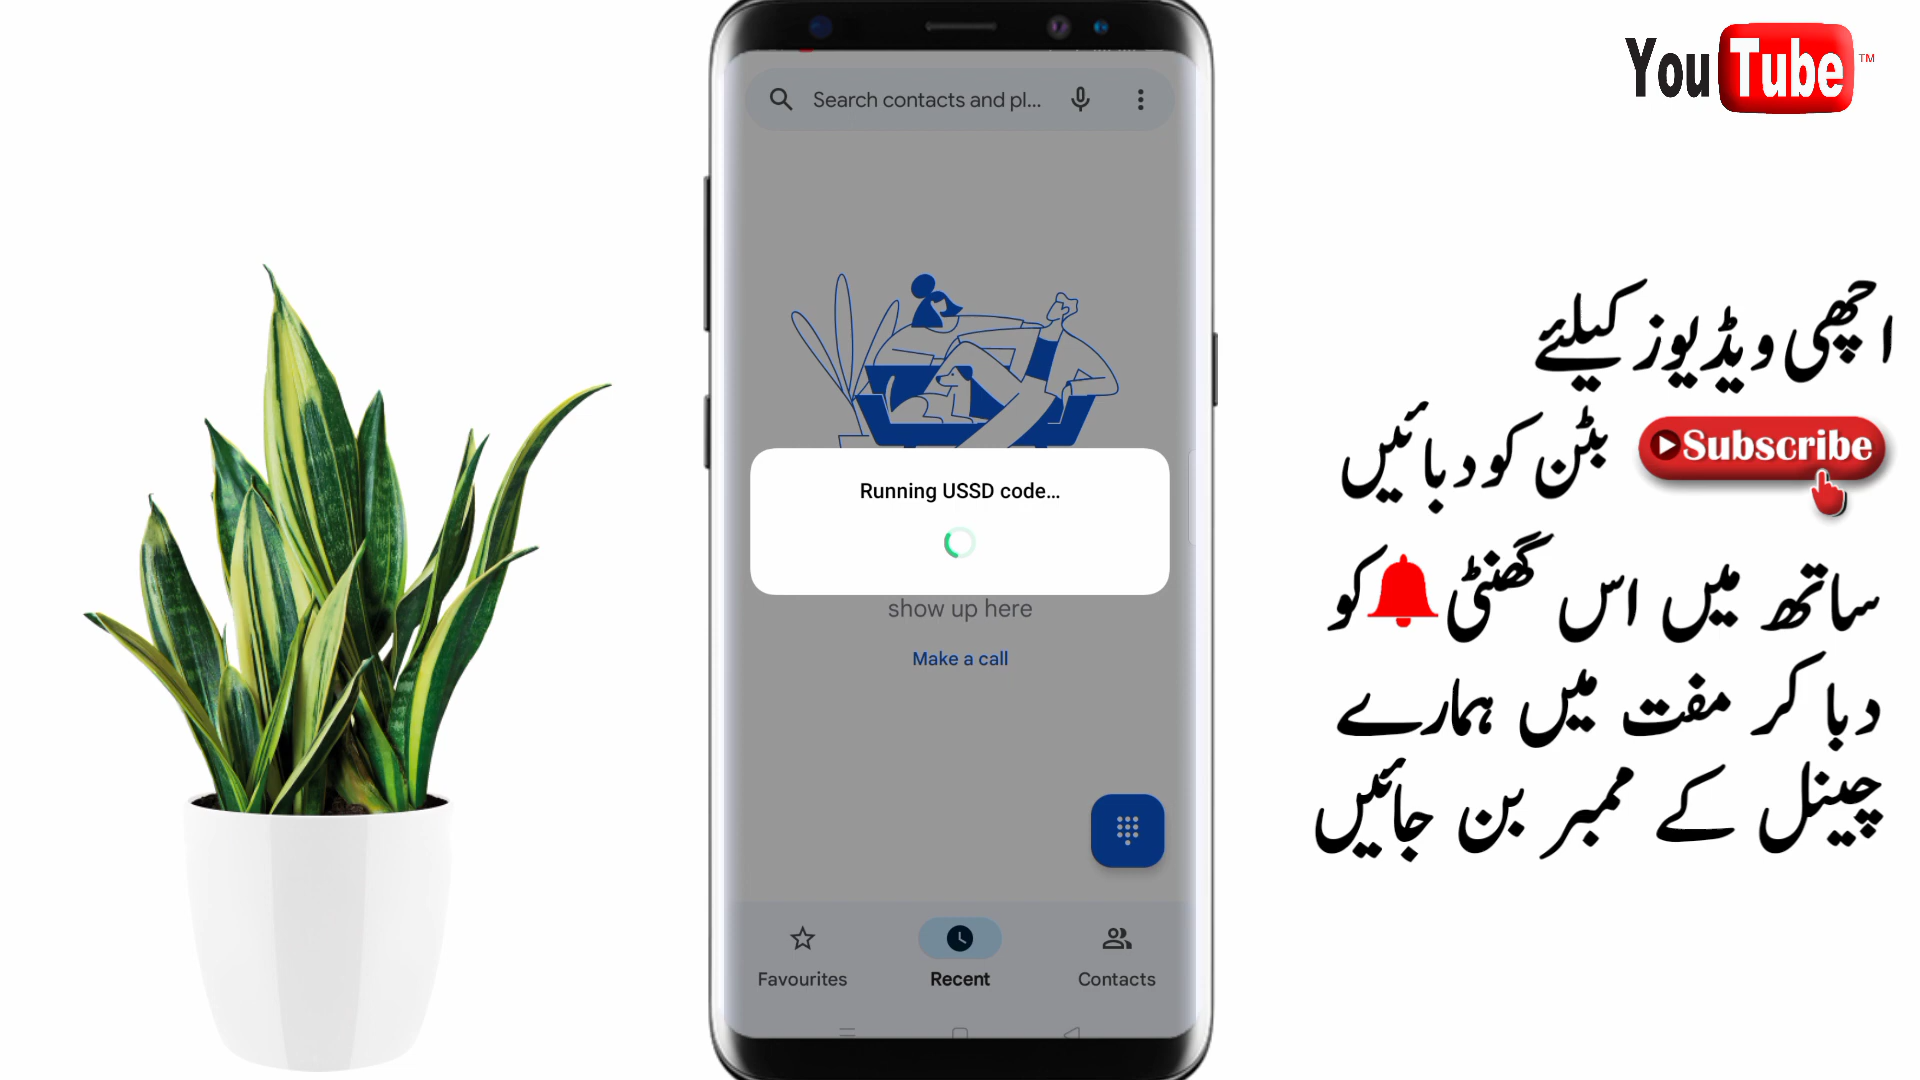 YouTube™
Search contacts and pl...
Running USSD code...
show up here
Make a call
Favourites
Recent
Contacts
اچھی ویڈیوز کیلئے
Subscribe بٹن کو دبائیں
ساتھ میں اس گھنٹی کو
دبا کر مفت میں ہمارے
چینل کے ممبر بن جائیں